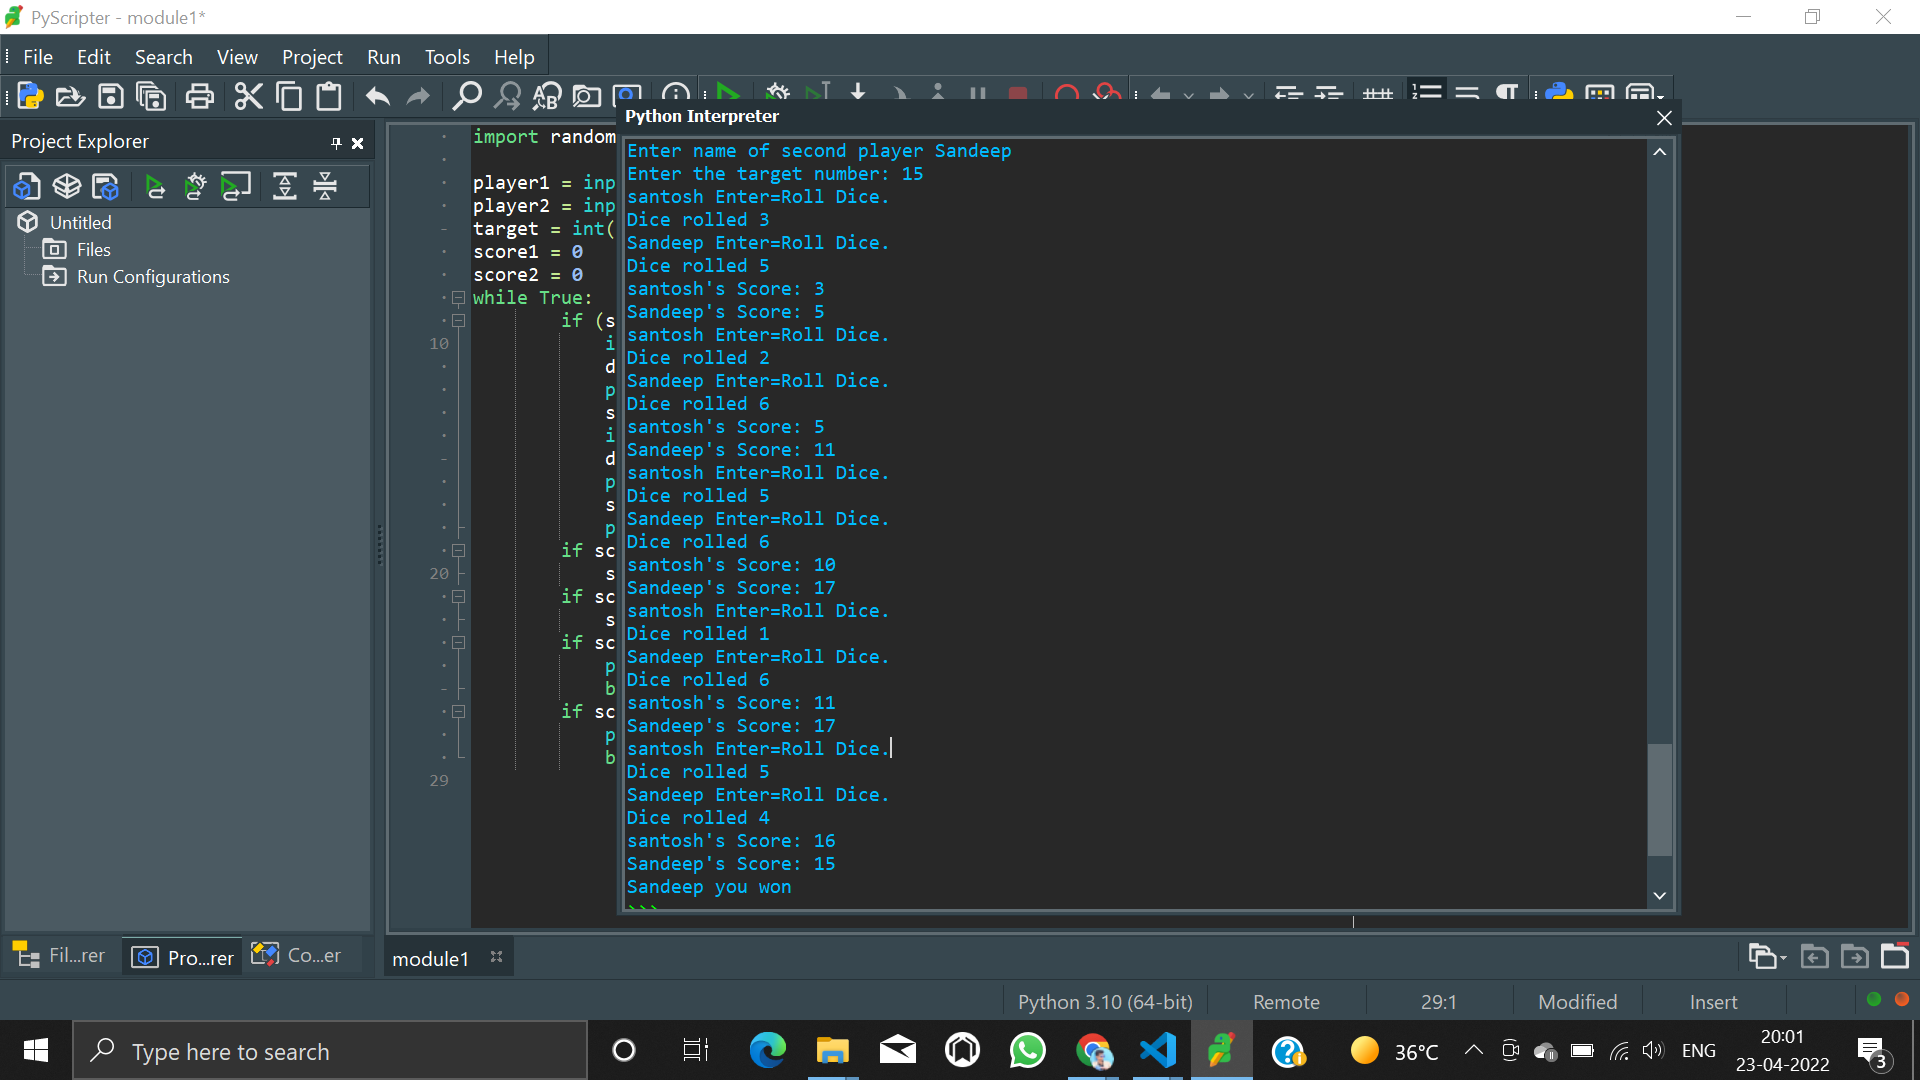 PyScripter - module1*
File Edit Search View Project Run Tools Help
Project Explorer
Untitled
Files
Run Configurations
import random
player1 = inp
player2 = inp
target = int(
score1 = 0
score2 = 0
while True:
if (s
10 i
d
p
s
i
d
p
s
p
if sc
20 s
if sc
s
if sc
p
b
if sc
p
b
29
Python Interpreter
Enter name of second player Sandeep
Enter the target number: 15
santosh Enter=Roll Dice.
Dice rolled 3
Sandeep Enter=Roll Dice.
Dice rolled 5
santosh's Score: 3
Sandeep's Score: 5
santosh Enter=Roll Dice.
Dice rolled 2
Sandeep Enter=Roll Dice.
Dice rolled 6
santosh's Score: 5
Sandeep's Score: 11
santosh Enter=Roll Dice.
Dice rolled 5
Sandeep Enter=Roll Dice.
Dice rolled 6
santosh's Score: 10
Sandeep's Score: 17
santosh Enter=Roll Dice.
Dice rolled 1
Sandeep Enter=Roll Dice.
Dice rolled 6
santosh's Score: 11
Sandeep's Score: 17
santosh Enter=Roll Dice.
Dice rolled 5
Sandeep Enter=Roll Dice.
Dice rolled 4
santosh's Score: 16
Sandeep's Score: 15
Sandeep you won
>>>
Fil...rer Pro...rer Co...er
module1
Python 3.10 (64-bit) Remote 29:1 Modified Insert
Type here to search
36°C ENG
20:01
23-04-2022
3